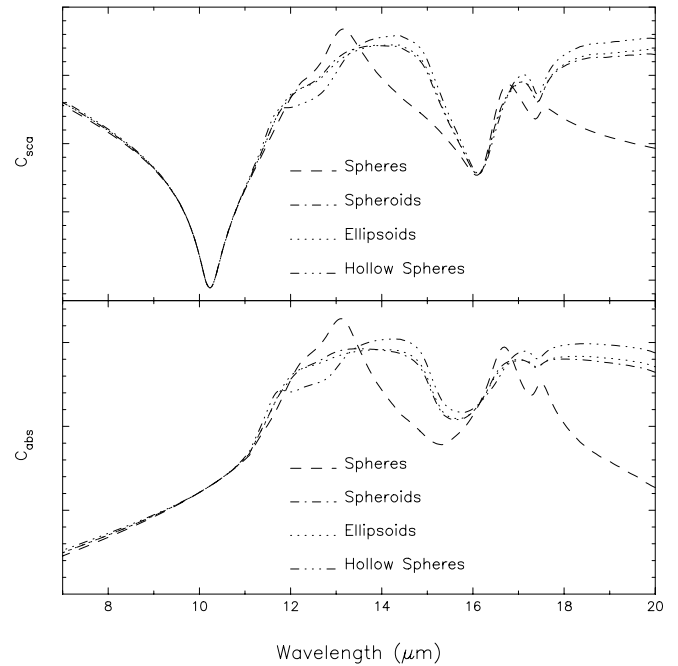 C_sca
Spheres
Spheroids
Ellipsoids
Hollow Spheres
C_abs
Spheres
Spheroids
Ellipsoids
Hollow Spheres
8 10 12 14 16 18 20
Wavelength (μm)